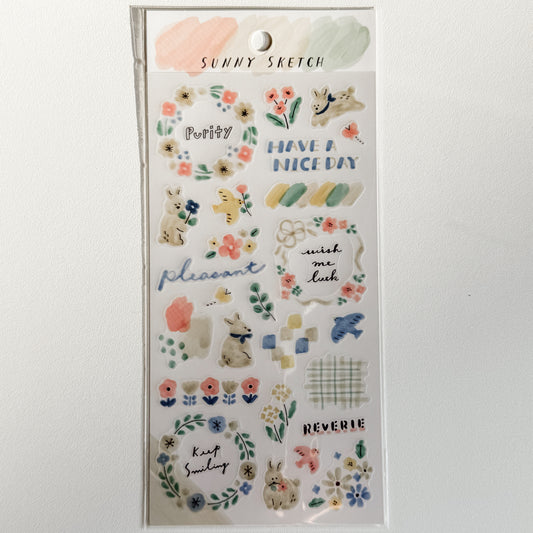 SUNNY SKETCH
Purity
HAVE A
NICE DAY
pleasant
wish
me
luck
REVERIE
Keep
Smiling